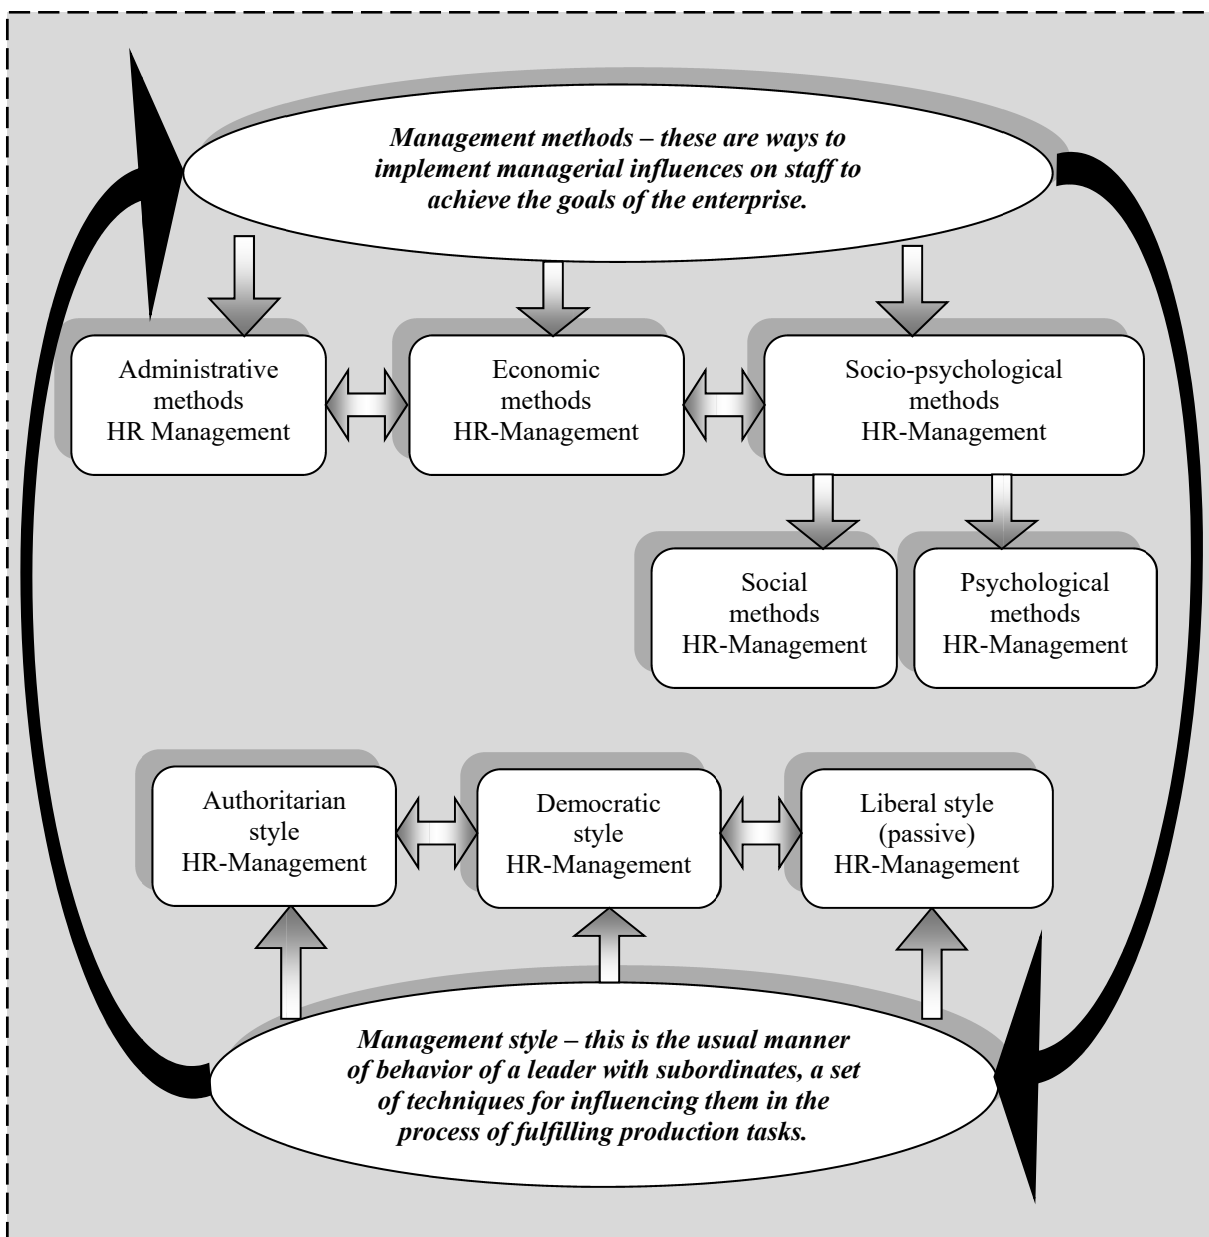 Management methods – these are ways to
implement managerial influences on staff to
achieve the goals of the enterprise.
Administrative
methods
HR Management
Economic
methods
HR-Management
Socio-psychological
methods
HR-Management
Social
methods
HR-Management
Psychological
methods
HR-Management
Authoritarian
style
HR-Management
Democratic
style
HR-Management
Liberal style
(passive)
HR-Management
Management style – this is the usual manner
of behavior of a leader with subordinates, a set
of techniques for influencing them in the
process of fulfilling production tasks.